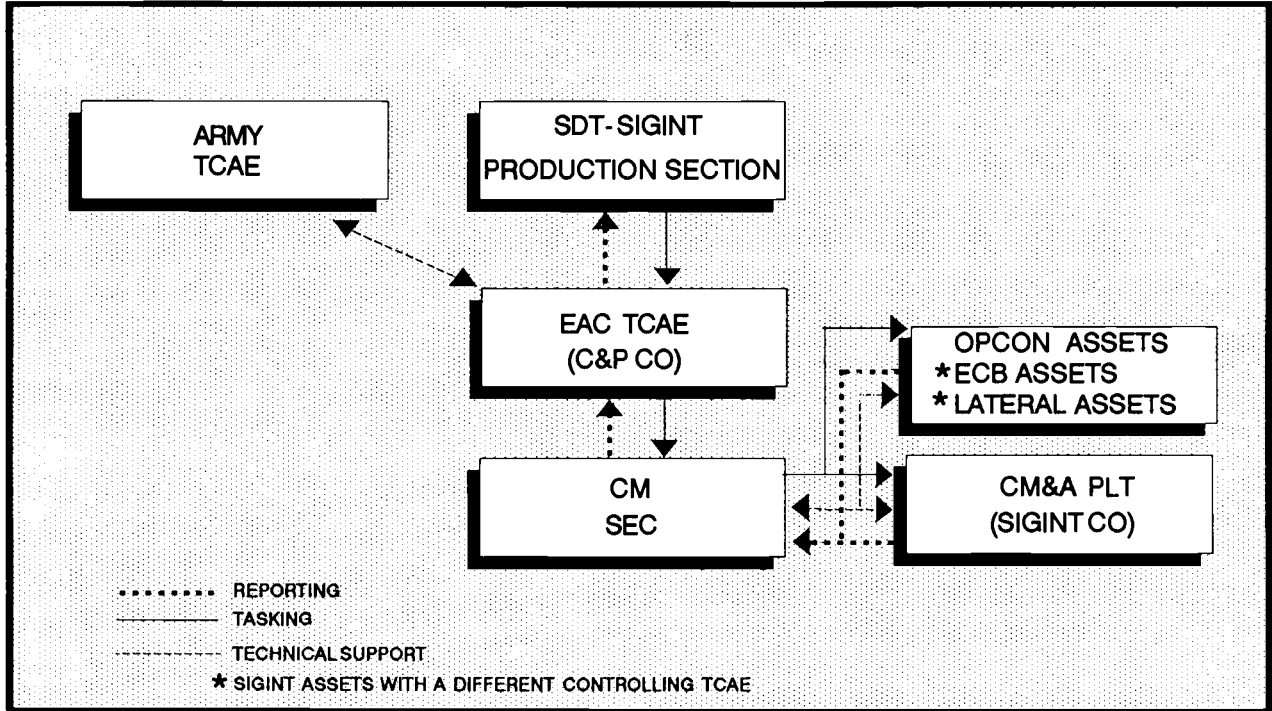 ARMY
TCAE
SDT-SIGINT
PRODUCTION SECTION
EAC TCAE
(C&P CO)
OPCON ASSETS
* ECB ASSETS
* LATERAL ASSETS
CM
SEC
CM&A PLT
(SIGINT CO)
REPORTING
TASKING
TECHNICAL SUPPORT
* SIGINT ASSETS WITH A DIFFERENT CONTROLLING TCAE